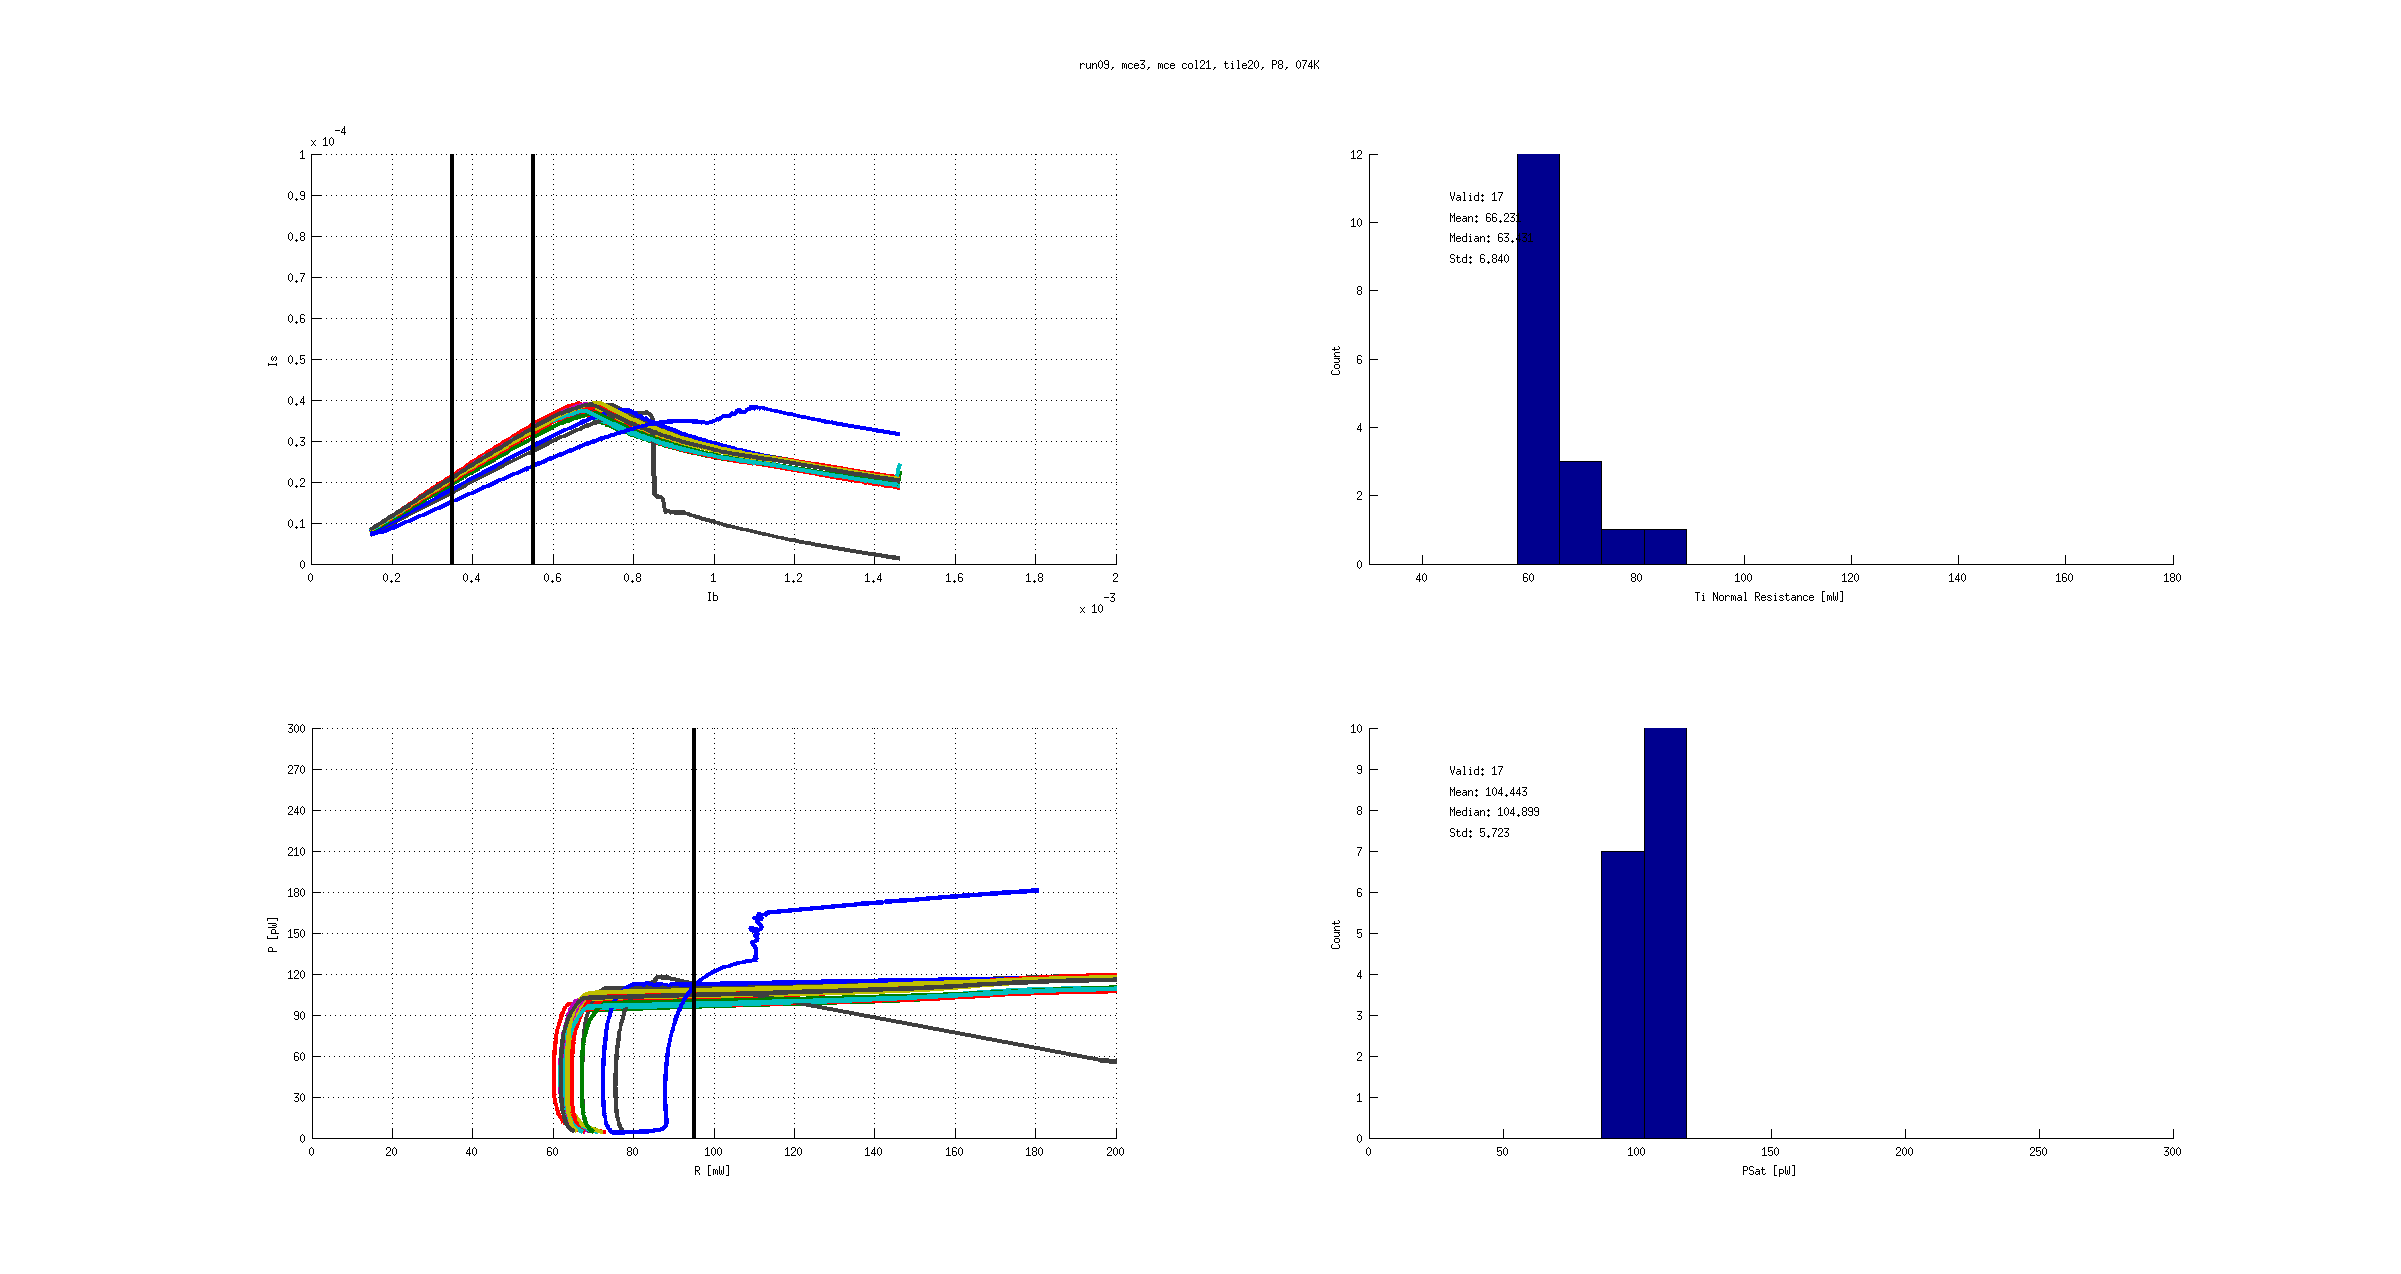 run09, mce3, mce col21, tile20, P8, 074K
x 10^-4
1
0.9
0.8
0.7
0.6
0.5
0.4
0.3
0.2
0.1
0
Is
0 0.2 0.4 0.6 0.8 1 1.2 1.4 1.6 1.8 2
Ib
x 10^-3
12
10
8
6
4
2
0
Count
Valid: 17
Mean: 66.231
Median: 63.
Std: 6.840
40 60 80 100 120 140 160 180
Ti Normal Resistance [mW]
300
270
240
210
180
150
120
90
60
30
0
P [pW]
0 20 40 60 80 100 120 140 160 180 200
R [mW]
10
9
8
7
6
5
4
3
2
1
0
Count
Valid: 17
Mean: 104.443
Median: 104.899
Std: 5.723
0 50 100 150 200 250 300
PSat [pW]